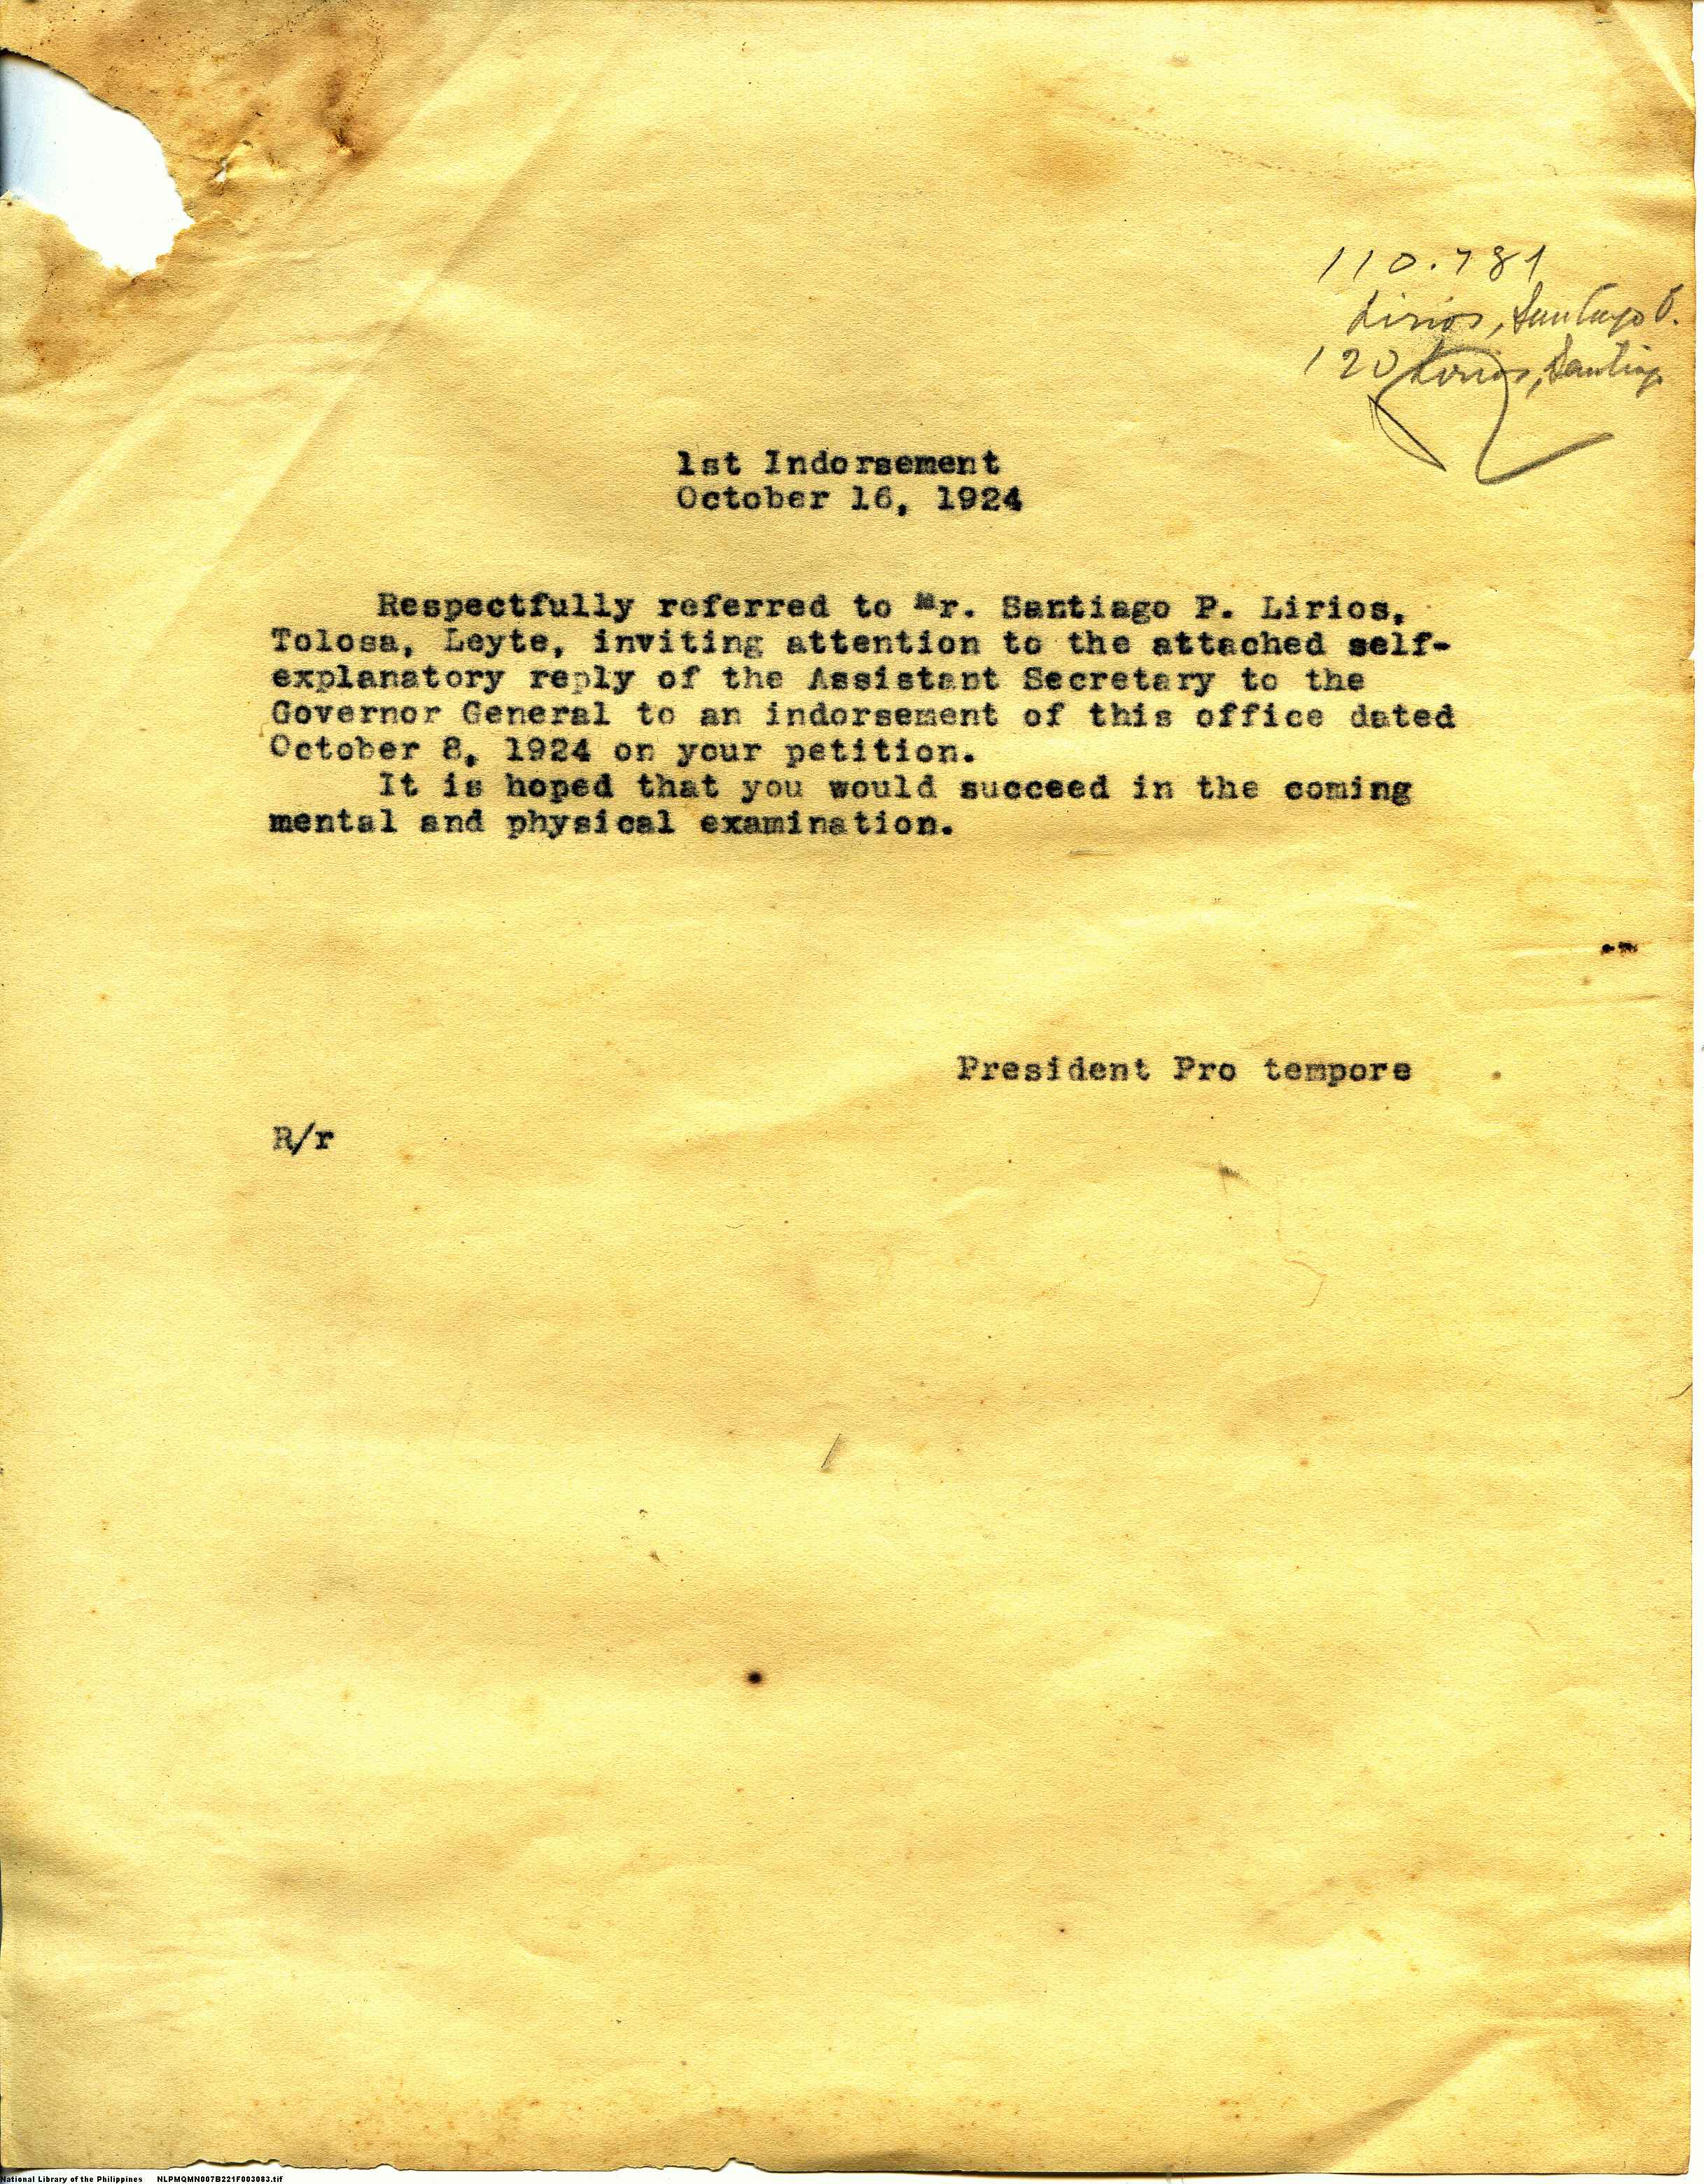 110.781
Lirios, Santiago P.
120 Lirios, Santiago
1st Indorsement
October 16, 1924
Respectfully referred to Mr. Santiago P. Lirios,
Tolosa, Leyte, inviting attention to the attached self-
explanatory reply of the Assistant Secretary to the
Governor General to an indorsement of this office dated
October 8, 1924 on your petition.
It is hoped that you would succeed in the coming
mental and physical examination.
President Pro tempore
R/r
National Library of the Philippines NLPMQMN007B221F003083.tif